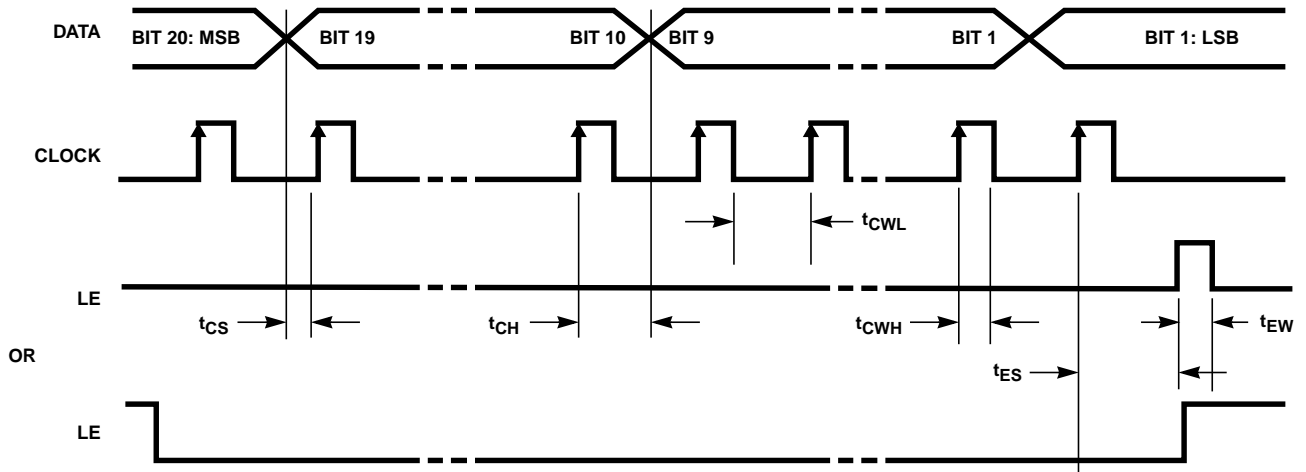 DATA
BIT 20: MSB
BIT 19
BIT 10
BIT 9
BIT 1
BIT 1: LSB
CLOCK
tCWL
LE
tCS
tCH
tCWH
tEW
OR
tES
LE